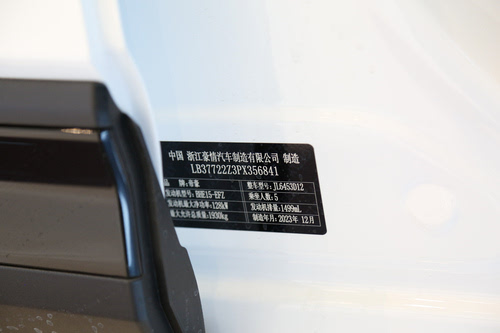 中国 浙江豪情汽车制造有限公司 制造
LB37722Z3PX356841
品牌:帝豪 整车型号:JL6453D12
发动机型号:BHE15-EFZ 乘坐人数:5
发动机最大净功率:128kW 发动机排量:1499mL
最大允许总质量:1930kg 制造年月:2023年 12月